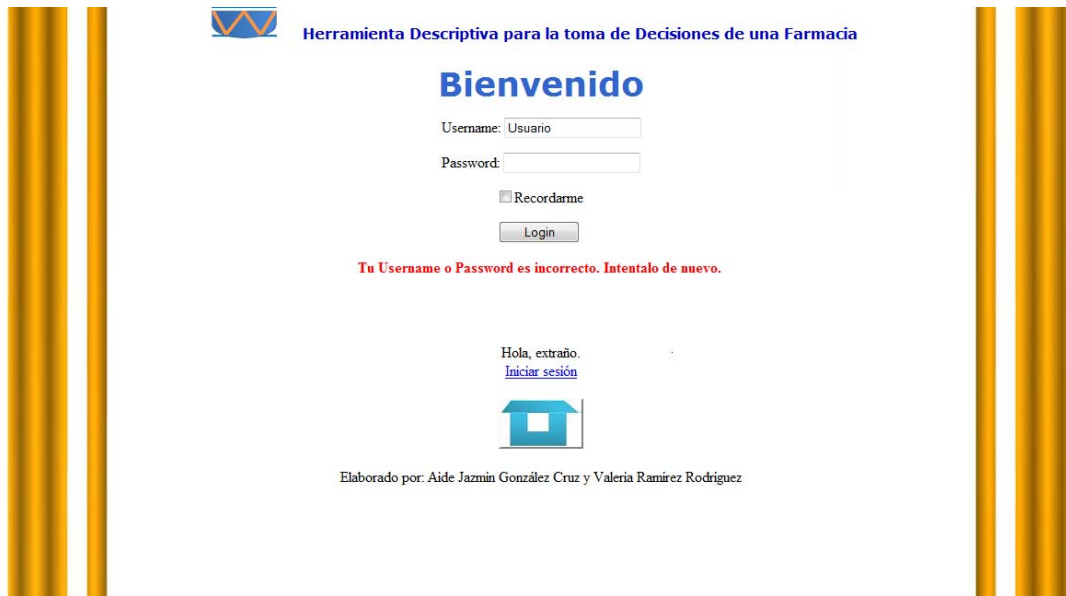 Herramienta Descriptiva para la toma de Decisiones de una Farmacia
Bienvenido
Username: Usuario
Password:
Recordarme
Login
Tu Username o Password es incorrecto. Intentalo de nuevo.
Hola, extraño.
Iniciar sesión
Elaborado por: Aide Jazmin González Cruz y Valeria Ramirez Rodriguez